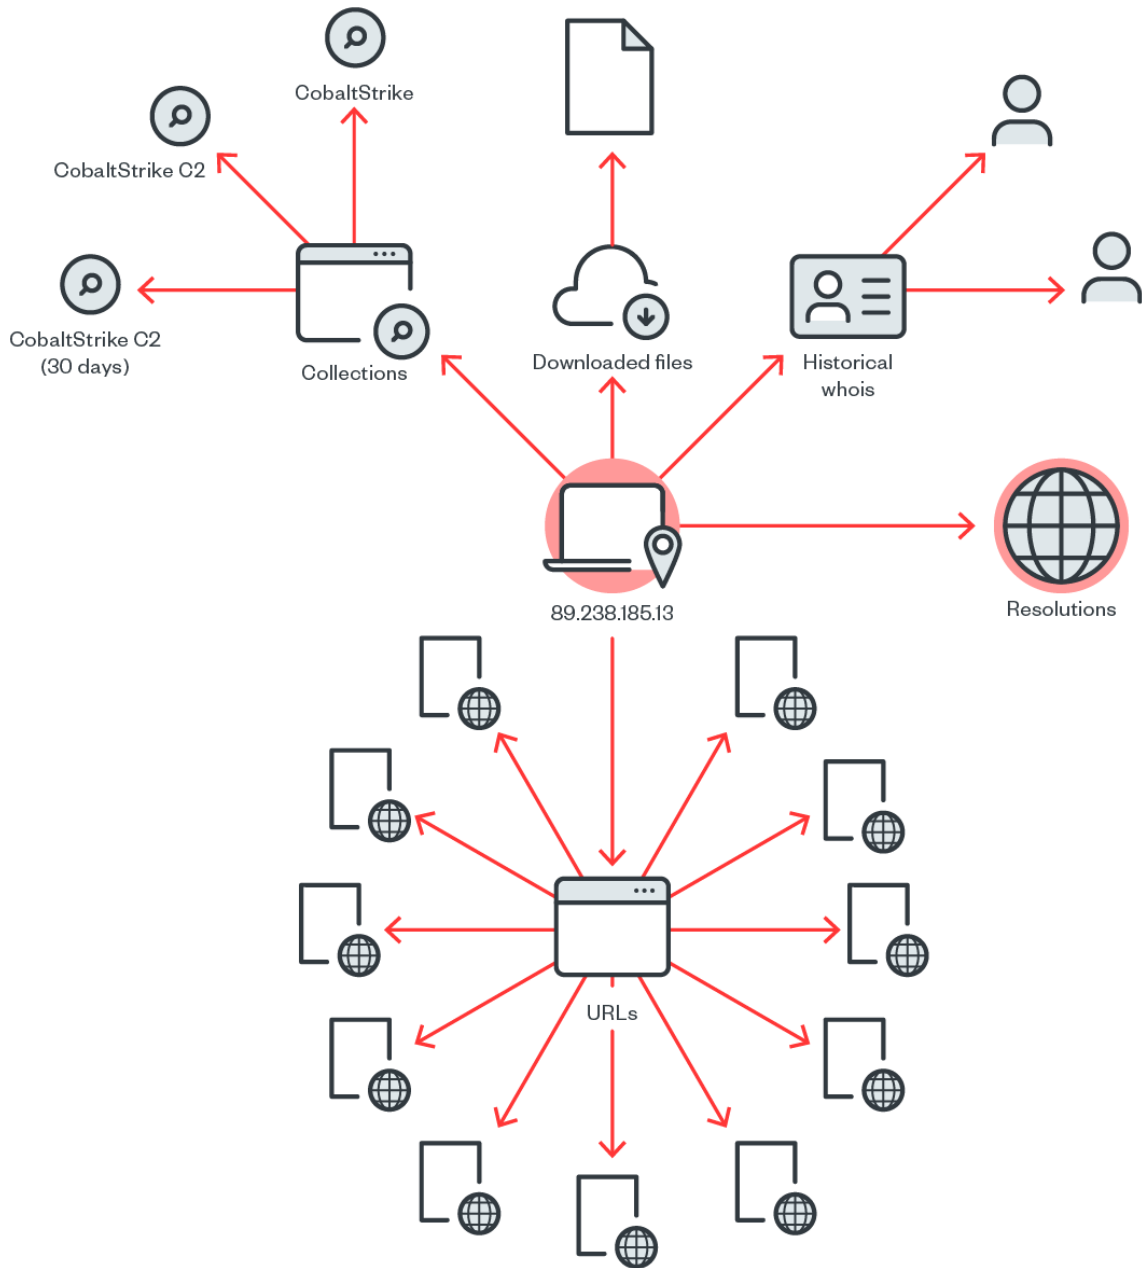 CobaltStrike
CobaltStrike C2
CobaltStrike C2
(30 days)
Collections
Downloaded files
Historical
whois
89.238.185.13
Resolutions
URLs